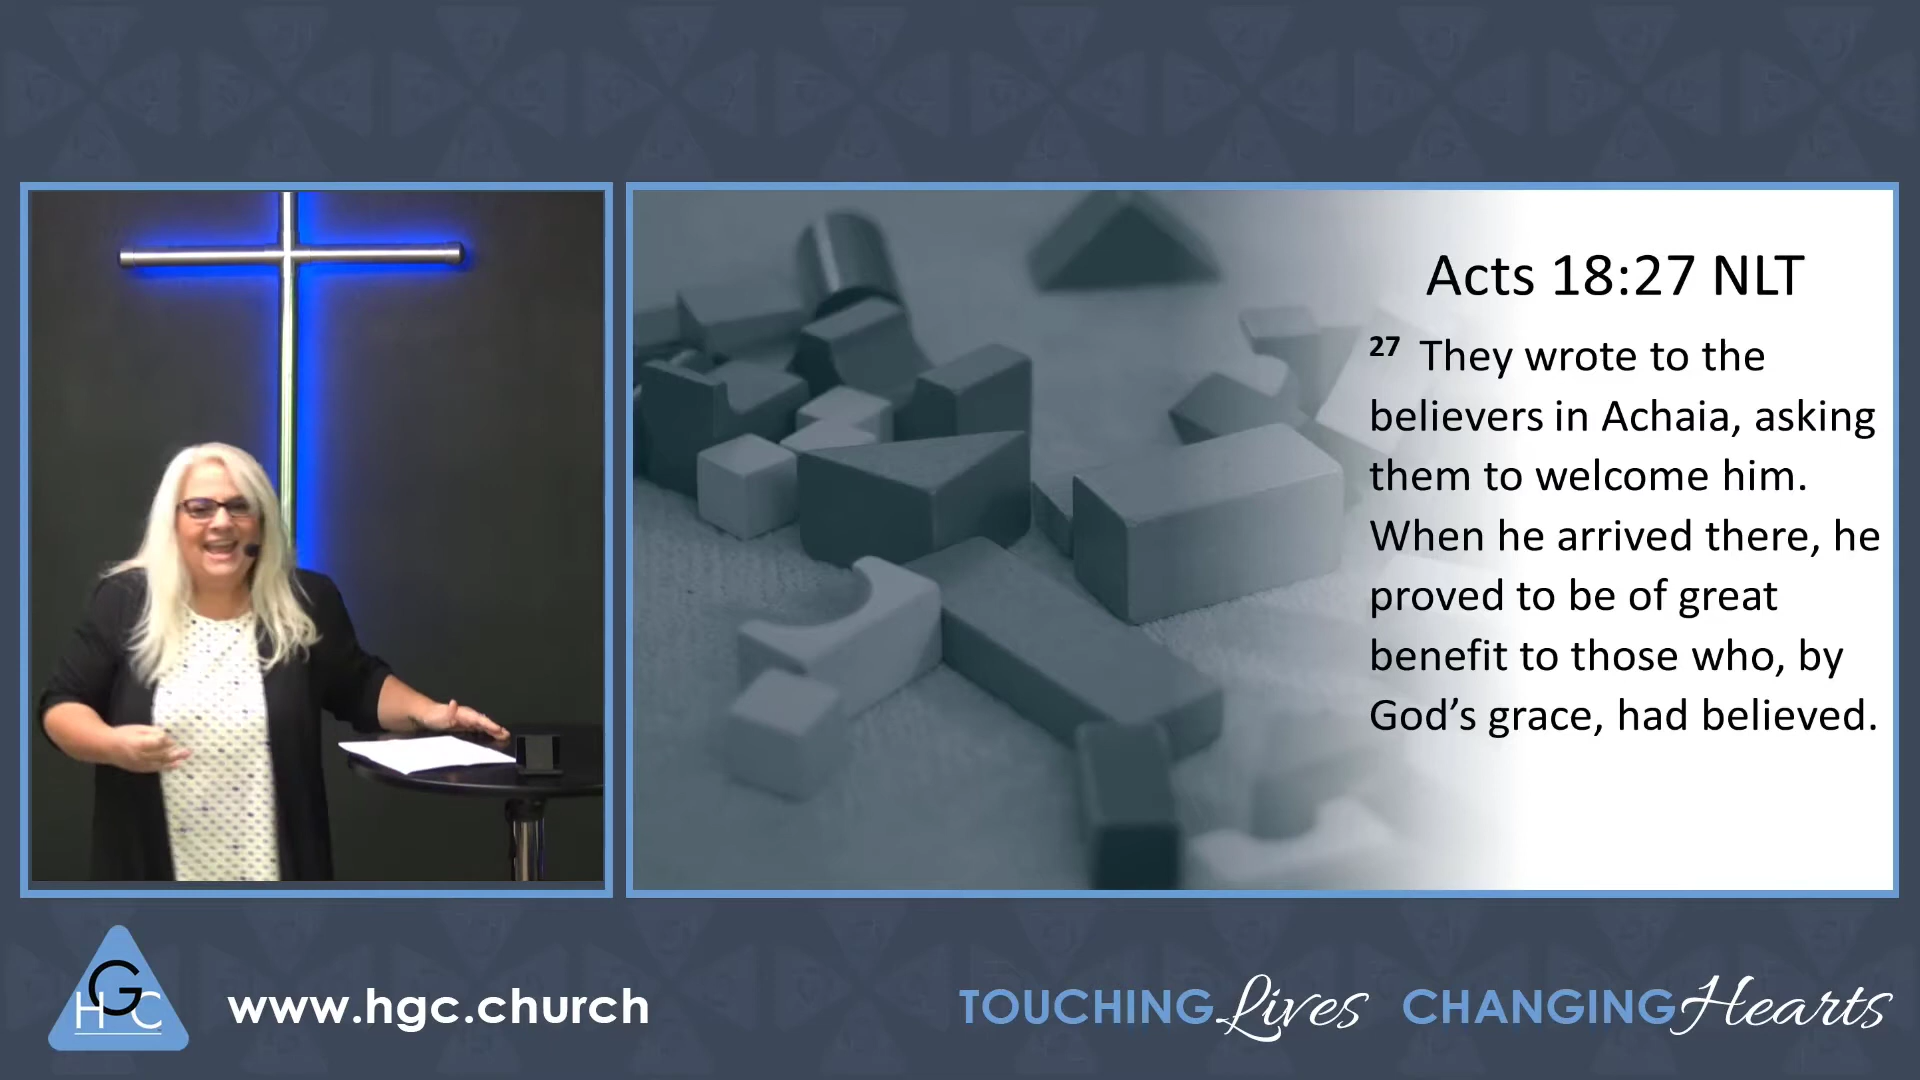 Acts 18:27 NLT
27 They wrote to the
believers in Achaia, asking
them to welcome him.
When he arrived there, he
proved to be of great
benefit to those who, by
God’s grace, had believed.
HGC
www.hgc.church
TOUCHING Lives CHANGING Hearts